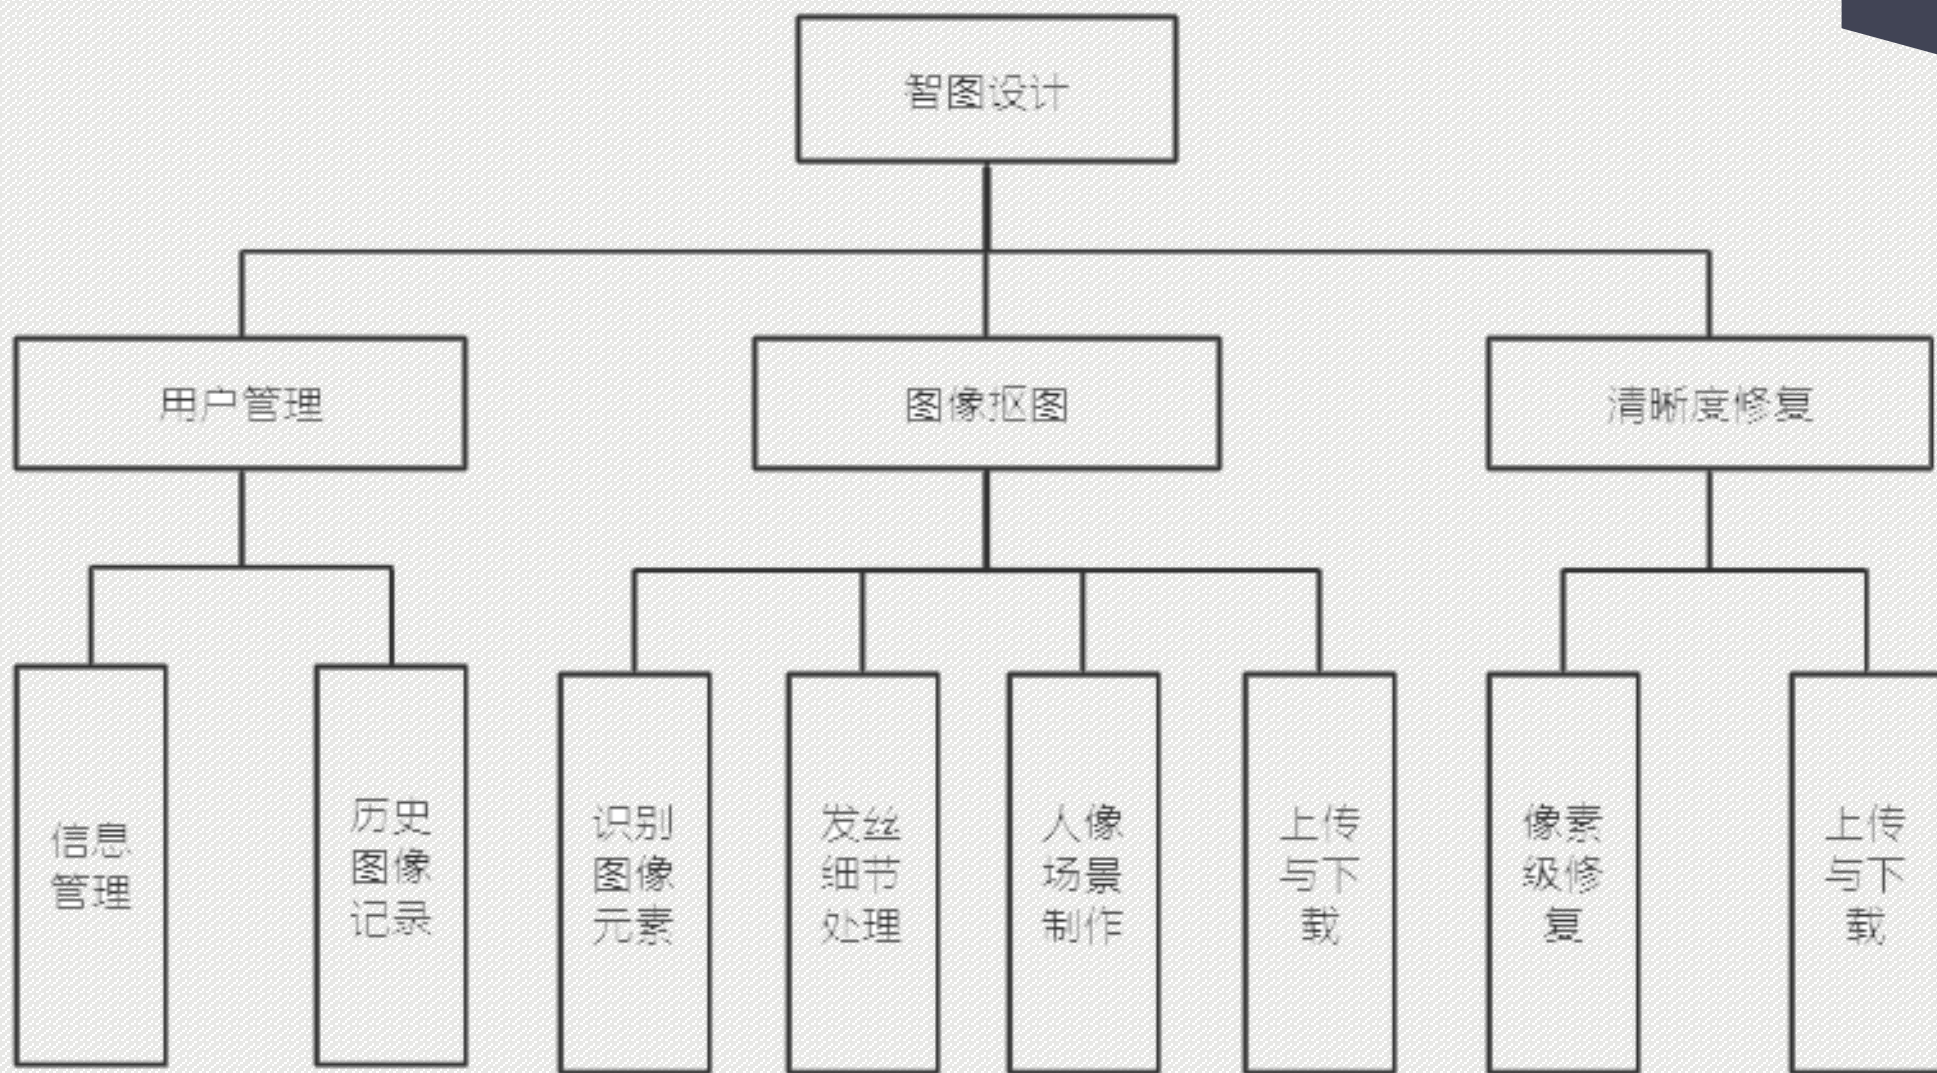 智图设计
用户管理
图像抠图
清晰度修复
信息
管理
历史
图像
记录
识别
图像
元素
发丝
细节
处理
人像
场景
制作
上传
与下
载
像素
级修
复
上传
与下
载